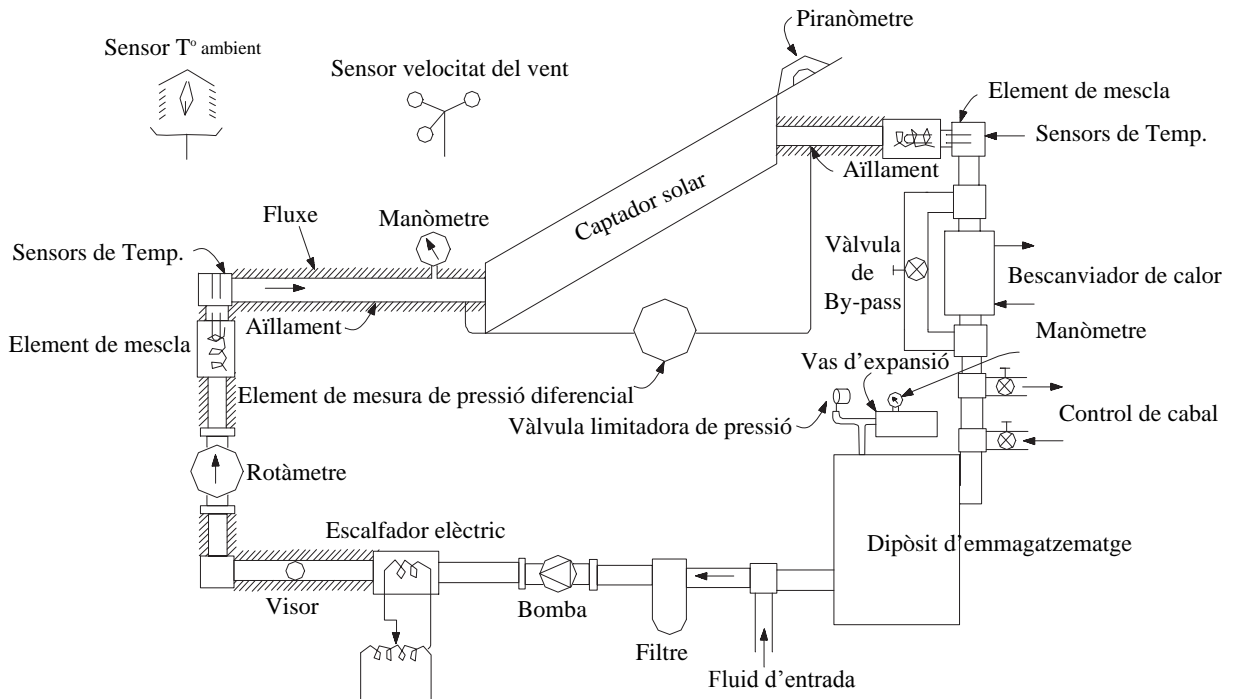 Piranòmetre
Sensor Tº ambient
Sensor velocitat del vent
Element de mescla
Sensors de Temp.
Aïllament
Captador solar
Fluxe
Manòmetre
Sensors de Temp.
Vàlvula
de
By-pass
Bescanviador de calor
Aïllament
Element de mescla
Manòmetre
Vas d'expansió
Element de mesura de pressió diferencial
Vàlvula limitadora de pressió
Control de cabal
Rotàmetre
Escalfador elèctric
Dipòsit d'emmagatzematge
Visor
Bomba
Filtre
Fluid d'entrada